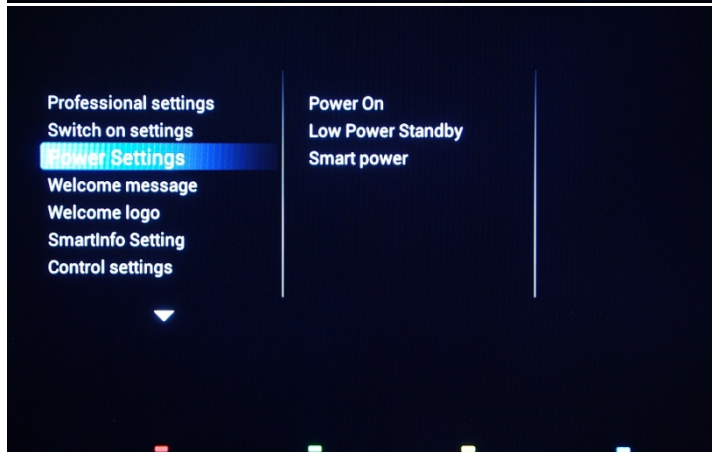 Professional settings
Switch on settings
Power Settings
Welcome message
Welcome logo
SmartInfo Setting
Control settings
Power On
Low Power Standby
Smart power